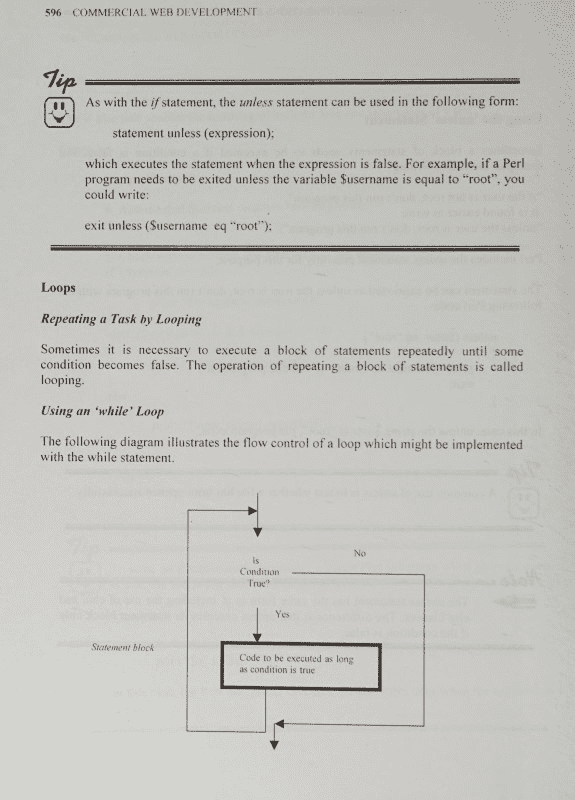 596 COMMERCIAL WEB DEVELOPMENT
Tip
As with the if statement, the unless statement can be used in the following form:
statement unless (expression);
which executes the statement when the expression is false. For example, if a Perl
program needs to be exited unless the variable $username is equal to “root”, you
could write:
exit unless ($username eq “root”);
Loops
Repeating a Task by Looping
Sometimes it is necessary to execute a block of statements repeatedly until some
condition becomes false. The operation of repeating a block of statements is called
looping.
Using an ‘while’ Loop
The following diagram illustrates the flow control of a loop which might be implemented
with the while statement.
No
Is
Condition
True?
Yes
Statement block
Code to be executed as long
as condition is true